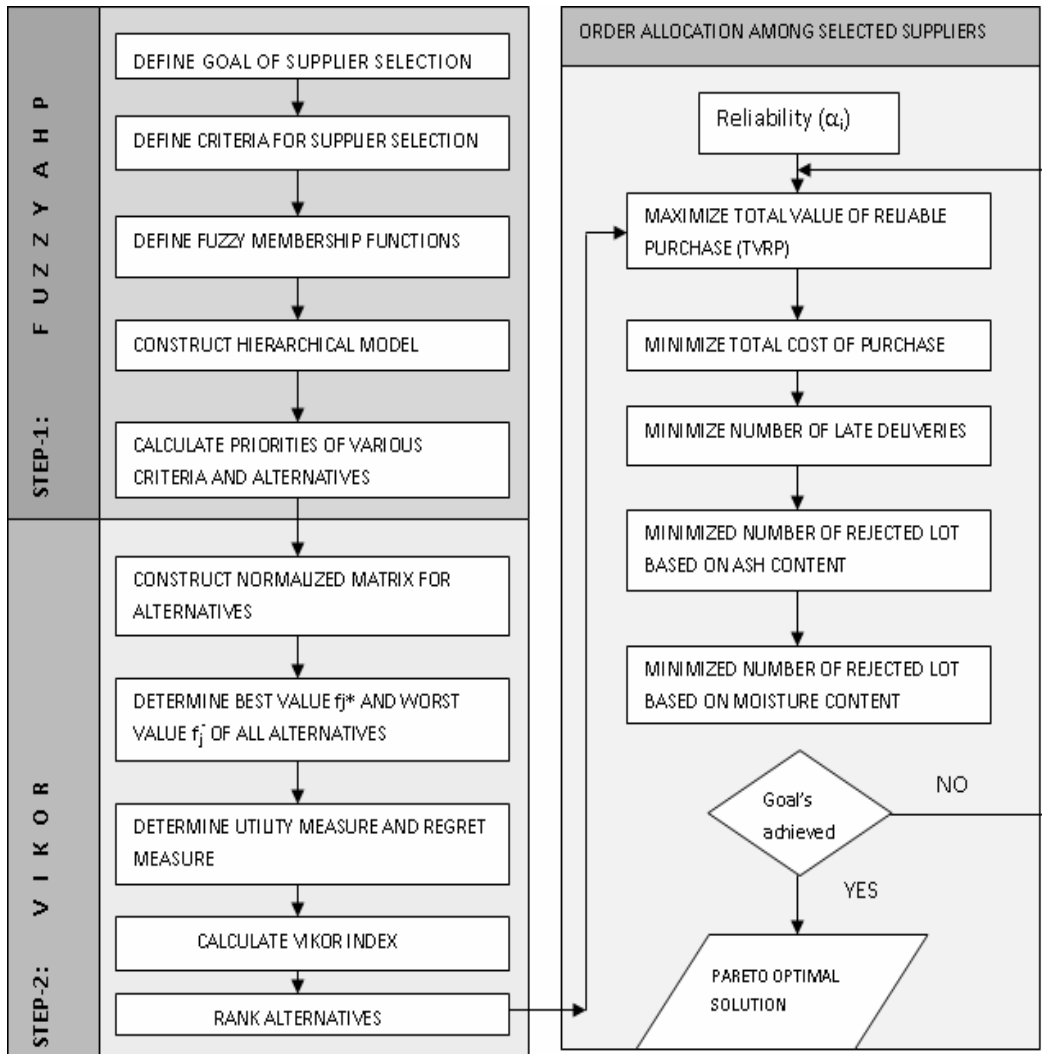 STEP-1: FUZZY AHP
DEFINE GOAL OF SUPPLIER SELECTION
DEFINE CRITERIA FOR SUPPLIER SELECTION
DEFINE FUZZY MEMBERSHIP FUNCTIONS
CONSTRUCT HIERARCHICAL MODEL
CALCULATE PRIORITIES OF VARIOUS
CRITERIA AND ALTERNATIVES
STEP-2: VIKOR
CONSTRUCT NORMALIZED MATRIX FOR
ALTERNATIVES
DETERMINE BEST VALUE fj* AND WORST
VALUE fj- OF ALL ALTERNATIVES
DETERMINE UTILITY MEASURE AND REGRET
MEASURE
CALCULATE VIKOR INDEX
RANK ALTERNATIVES
ORDER ALLOCATION AMONG SELECTED SUPPLIERS
Reliability (αi)
MAXIMIZE TOTAL VALUE OF RELIABLE
PURCHASE (TVRP)
MINIMIZE TOTAL COST OF PURCHASE
MINIMIZE NUMBER OF LATE DELIVERIES
MINIMIZED NUMBER OF REJECTED LOT
BASED ON ASH CONTENT
MINIMIZED NUMBER OF REJECTED LOT
BASED ON MOISTURE CONTENT
Goal's
achieved
NO
YES
PARETO OPTIMAL
SOLUTION